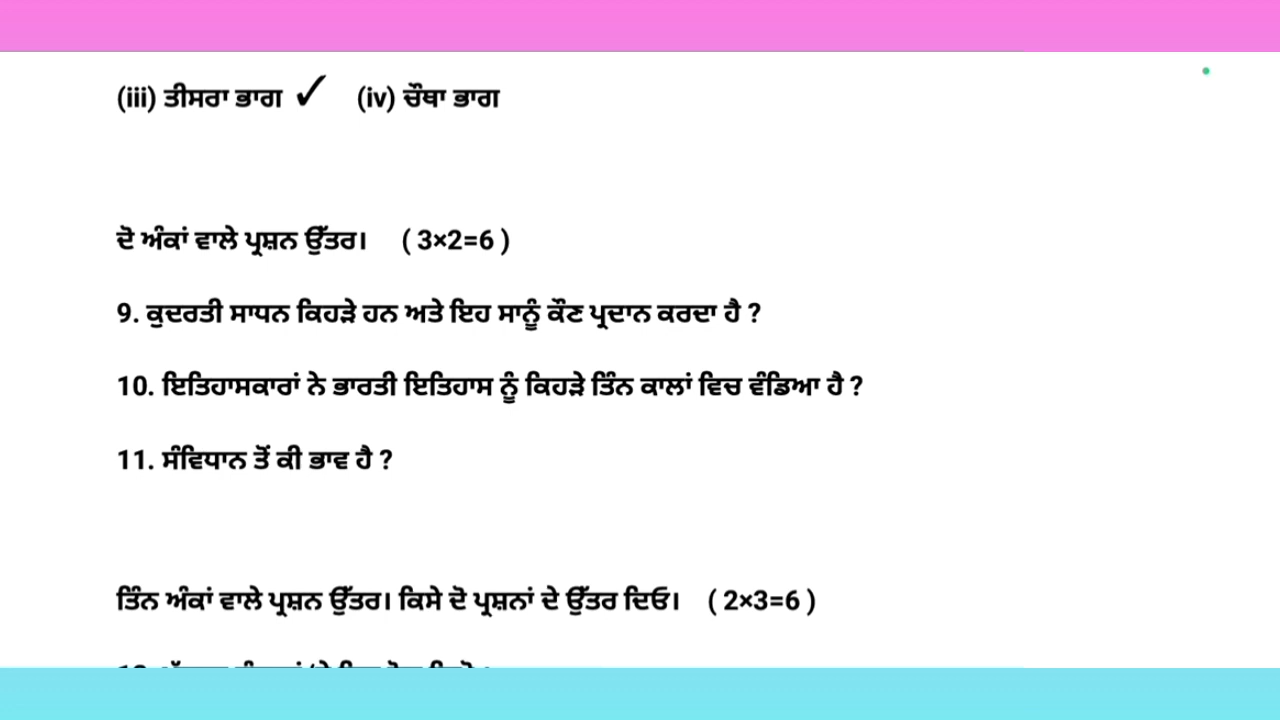 (iii) ਤੀਸਰਾ ਭਾਗ ✓ (iv) ਚੌਥਾ ਭਾਗ
ਦੋ ਅੰਕਾਂ ਵਾਲੇ ਪ੍ਰਸ਼ਨ ਉੱਤਰ। ( 3×2=6 )
9. ਕੁਦਰਤੀ ਸਾਧਨ ਕਿਹੜੇ ਹਨ ਅਤੇ ਇਹ ਸਾਨੂੰ ਕੌਣ ਪ੍ਰਦਾਨ ਕਰਦਾ ਹੈ ?
10. ਇਤਿਹਾਸਕਾਰਾਂ ਨੇ ਭਾਰਤੀ ਇਤਿਹਾਸ ਨੂੰ ਕਿਹੜੇ ਤਿੰਨ ਕਾਲਾਂ ਵਿਚ ਵੰਡਿਆ ਹੈ ?
11. ਸੰਵਿਧਾਨ ਤੋਂ ਕੀ ਭਾਵ ਹੈ ?
ਤਿੰਨ ਅੰਕਾਂ ਵਾਲੇ ਪ੍ਰਸ਼ਨ ਉੱਤਰ। ਕਿਸੇ ਦੋ ਪ੍ਰਸ਼ਨਾਂ ਦੇ ਉੱਤਰ ਦਿਓ। ( 2×3=6 )